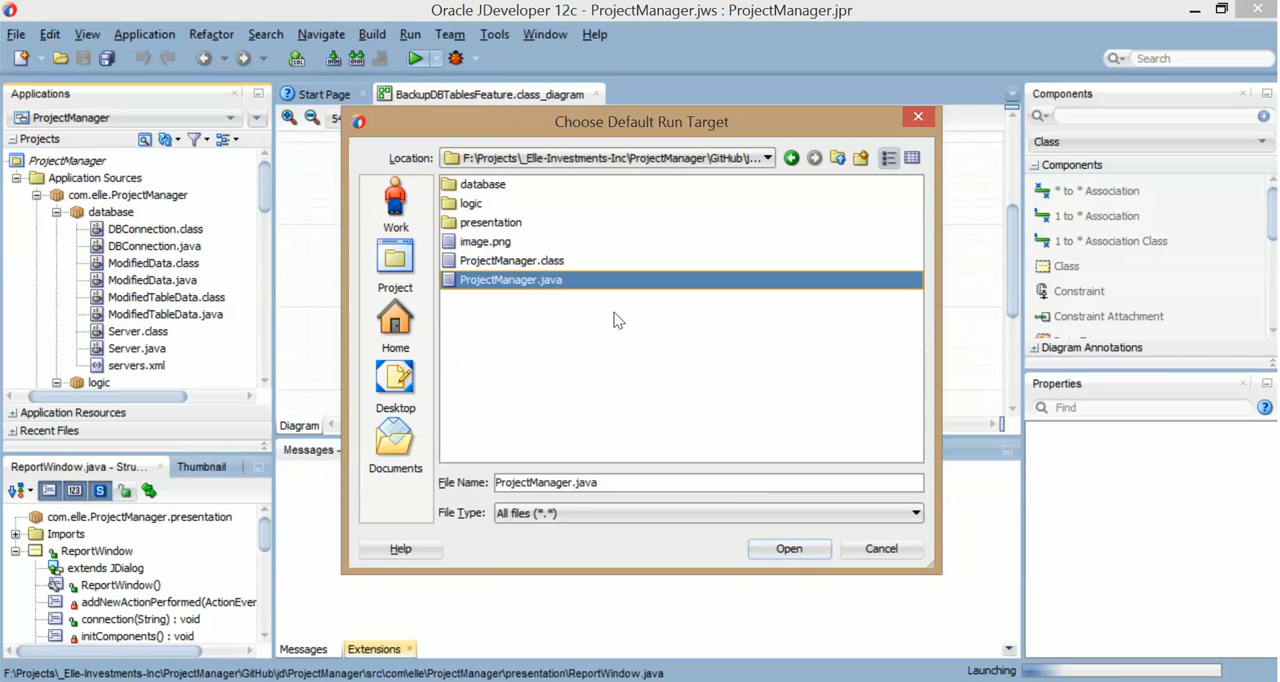 Oracle JDeveloper 12c - ProjectManager.jws : ProjectManager.jpr
File Edit View Application Refactor Search Navigate Build Run Team Tools Window Help
Search
Applications
ProjectManager
Projects
ProjectManager
Application Sources
com.elle.ProjectManager
database
DBConnection.class
DBConnection.java
ModifiedData.class
ModifiedData.java
ModifiedTableData.class
ModifiedTableData.java
Server.class
Server.java
servers.xml
logic
Application Resources
Recent Files
ReportWindow.java - Stru...
Thumbnail
com.elle.ProjectManager.presentation
Imports
ReportWindow
extends JDialog
ReportWindow()
addNewActionPerformed(ActionEver
connection(String) : void
initComponents() : void
Start Page
BackupDBTablesFeature.class_diagram
Diagram
Messages -
Messages
Extensions
Choose Default Run Target
Location:
F:\Projects\_Elle-Investments-Inc\ProjectManager\GitHub\j...
Work
Project
Home
Desktop
Documents
database
logic
presentation
image.png
ProjectManager.class
ProjectManager.java
File Name: ProjectManager.java
File Type: All files (*.*)
Help
Open
Cancel
Components
Class
Components
* to * Association
1 to * Association
1 to * Association Class
Class
Constraint
Constraint Attachment
Diagram Annotations
Properties
Find
F:\Projects\_Elle-Investments-Inc\ProjectManager\GitHub\jd\ProjectManager\src\com\elle\ProjectManager\presentation\ReportWindow.java
Launching